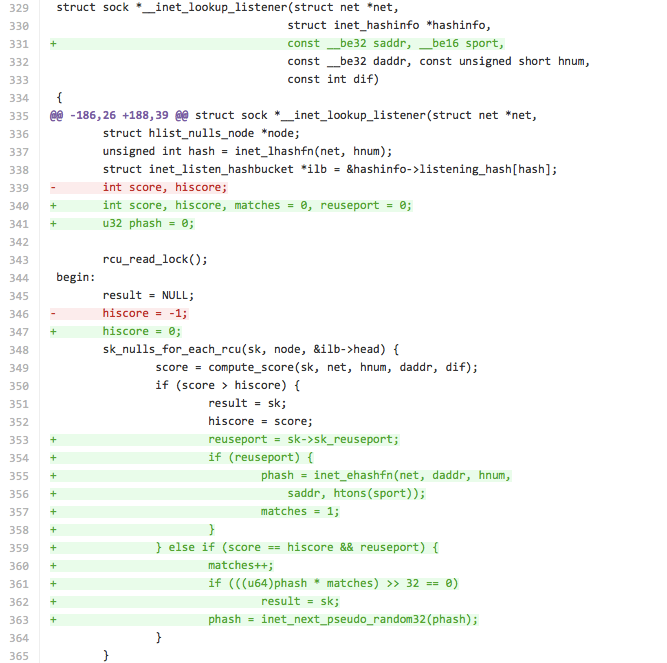 329 struct sock *__inet_lookup_listener(struct net *net,
330                                    struct inet_hashinfo *hashinfo,
331 +                                  const __be32 saddr, __be16 sport,
332                                    const __be32 daddr, const unsigned short hnum,
333                                    const int dif)
334 {
335 @@ -186,26 +188,39 @@ struct sock *__inet_lookup_listener(struct net *net,
336        struct hlist_nulls_node *node;
337        unsigned int hash = inet_lhashfn(net, hnum);
338        struct inet_listen_hashbucket *ilb = &hashinfo->listening_hash[hash];
339 -       int score, hiscore;
340 +       int score, hiscore, matches = 0, reuseport = 0;
341 +       u32 phash = 0;
342
343        rcu_read_lock();
344 begin:
345        result = NULL;
346 -       hiscore = -1;
347 +       hiscore = 0;
348        sk_nulls_for_each_rcu(sk, node, &ilb->head) {
349                score = compute_score(sk, net, hnum, daddr, dif);
350                if (score > hiscore) {
351                        result = sk;
352                        hiscore = score;
353 +                       reuseport = sk->sk_reuseport;
354 +                       if (reuseport) {
355 +                               phash = inet_ehashfn(net, daddr, hnum,
356 +                                   saddr, htons(sport));
357 +                               matches = 1;
358 +                       }
359 +               } else if (score == hiscore && reuseport) {
360 +                       matches++;
361 +                       if (((u64)phash * matches) >> 32 == 0)
362 +                               result = sk;
363 +                       phash = inet_next_pseudo_random32(phash);
364                }
365        }